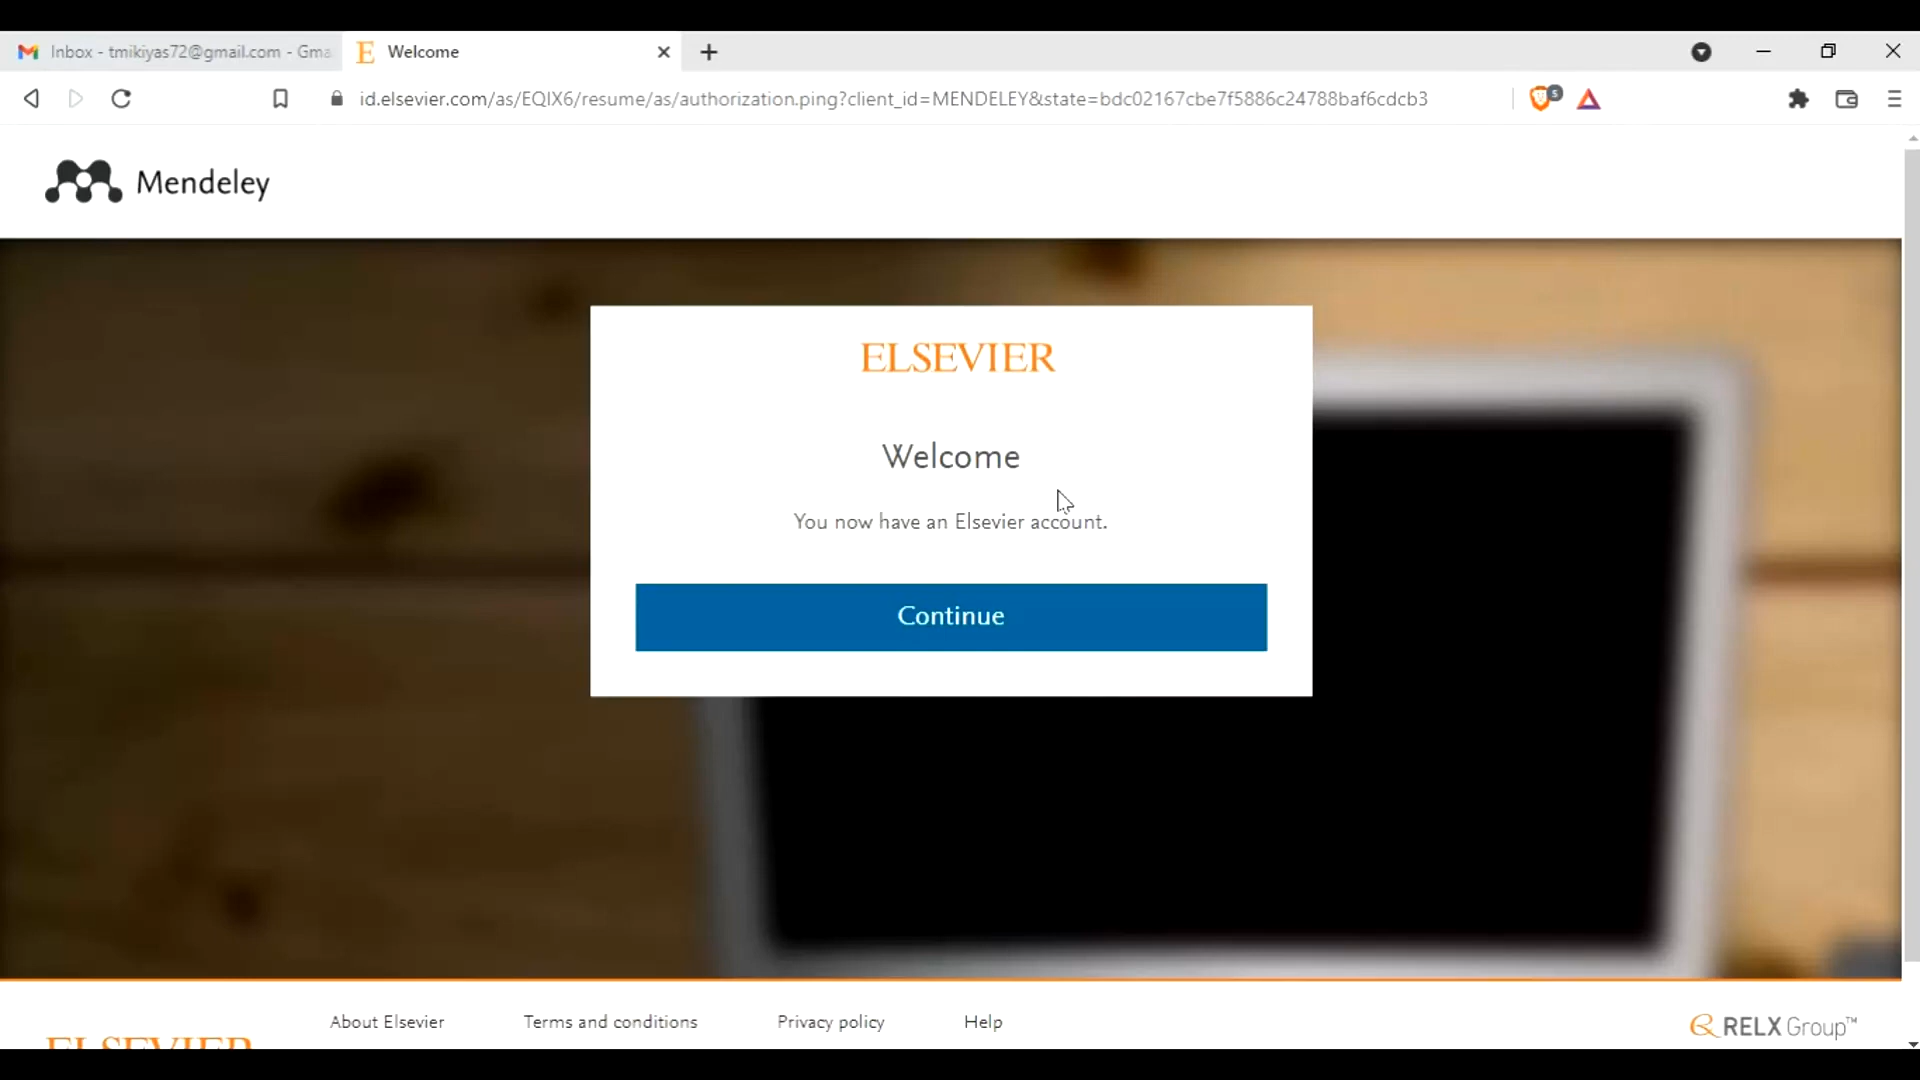 Inbox - tmikiyas72@gmail.com - Gma
Welcome
id.elsevier.com/as/EQIX6/resume/as/authorization.ping?client_id=MENDELEY&state=bdc02167cbe7f5886c24788baf6cdcb3
5
Mendeley
ELSEVIER
Welcome
You now have an Elsevier account.
Continue
About Elsevier
Terms and conditions
Privacy policy
Help
ELSEVIER
RELX Group™